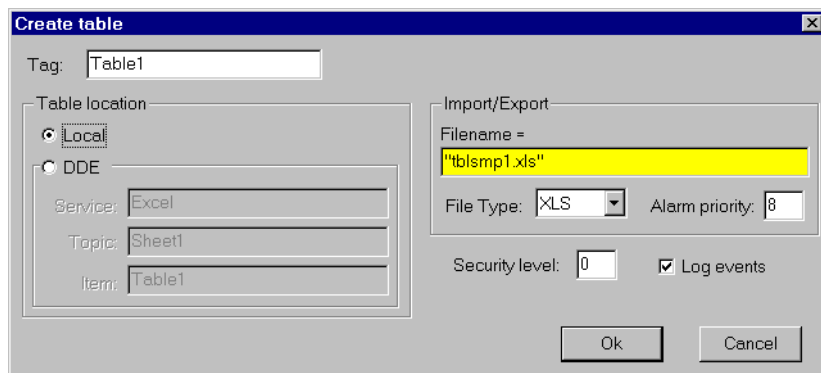 Create table
Tag: Table1
Table location
Local
DDE
Service: Excel
Topic: Sheet1
Item: Table1
Import/Export
Filename =
"tblsmp1.xls"
File Type: XLS Alarm priority: 8
Security level: 0 Log events
Ok Cancel